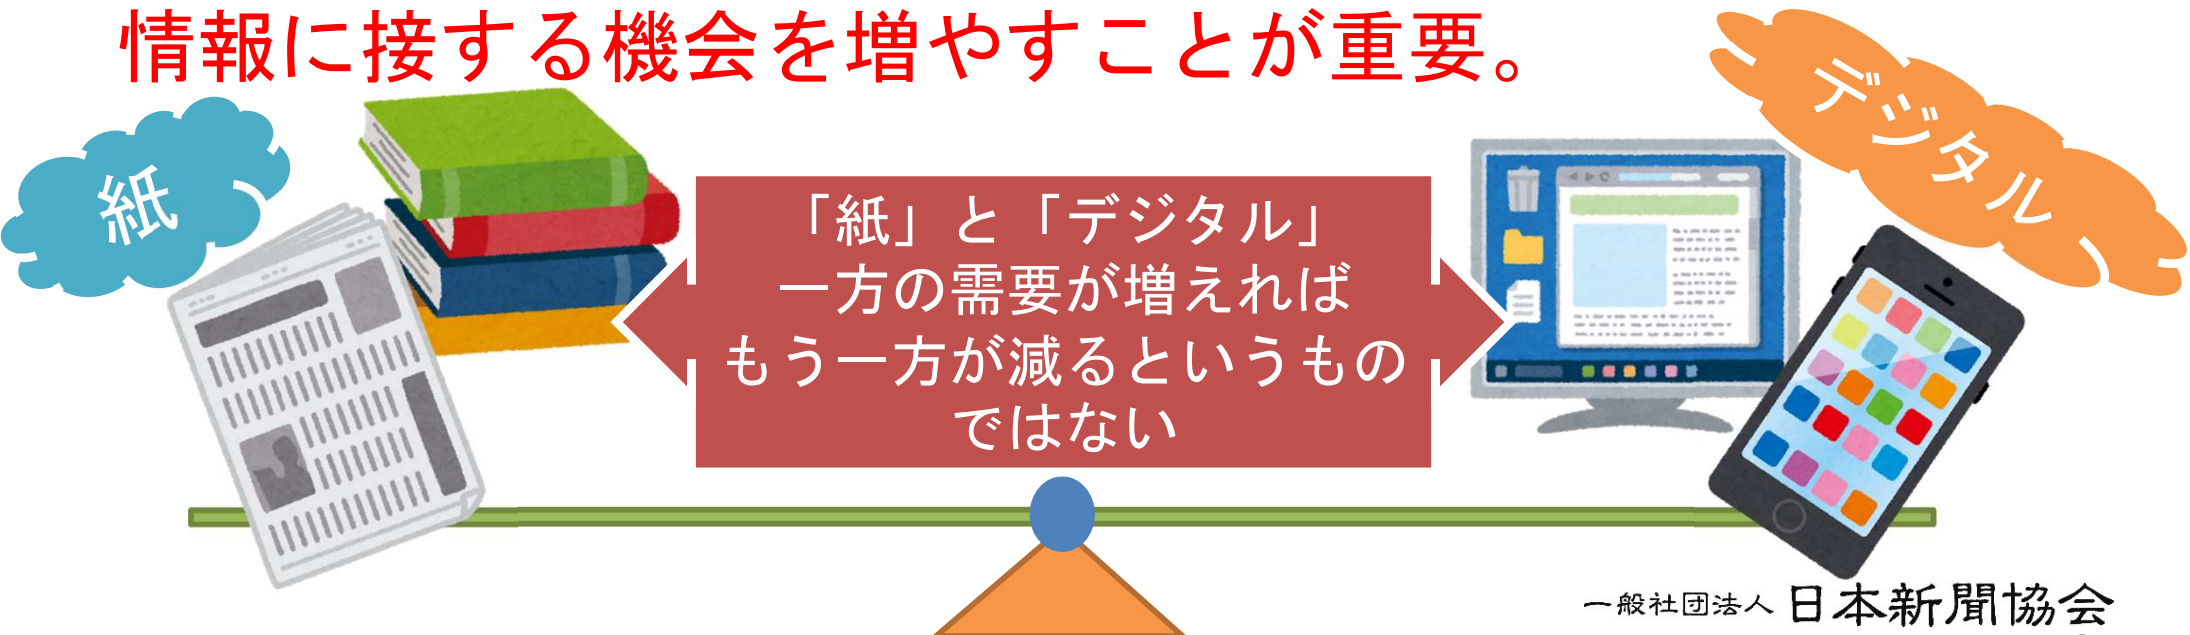 情報に接する機会を増やすことが重要。
紙
デジタル
「紙」と「デジタル」
一方の需要が増えれば
もう一方が減るというもの
ではない
一般社団法人 日本新聞協会